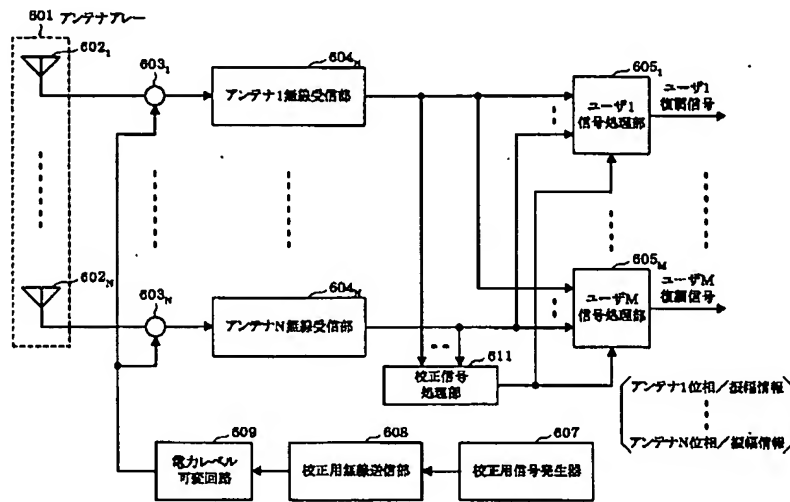 601 アンテナアレー
602₁
603₁
604_N
アンテナ1無線受信部
605₁
ユーザ1
信号処理部
ユーザ1
復調信号
602_N
603_N
604_N
アンテナN無線受信部
605_M
ユーザM
信号処理部
ユーザM
復調信号
611
校正信号
処理部
アンテナ1位相／振幅情報
アンテナN位相／振幅情報
609
電力レベル
可変回路
608
校正用無線送信部
607
校正用信号発生器